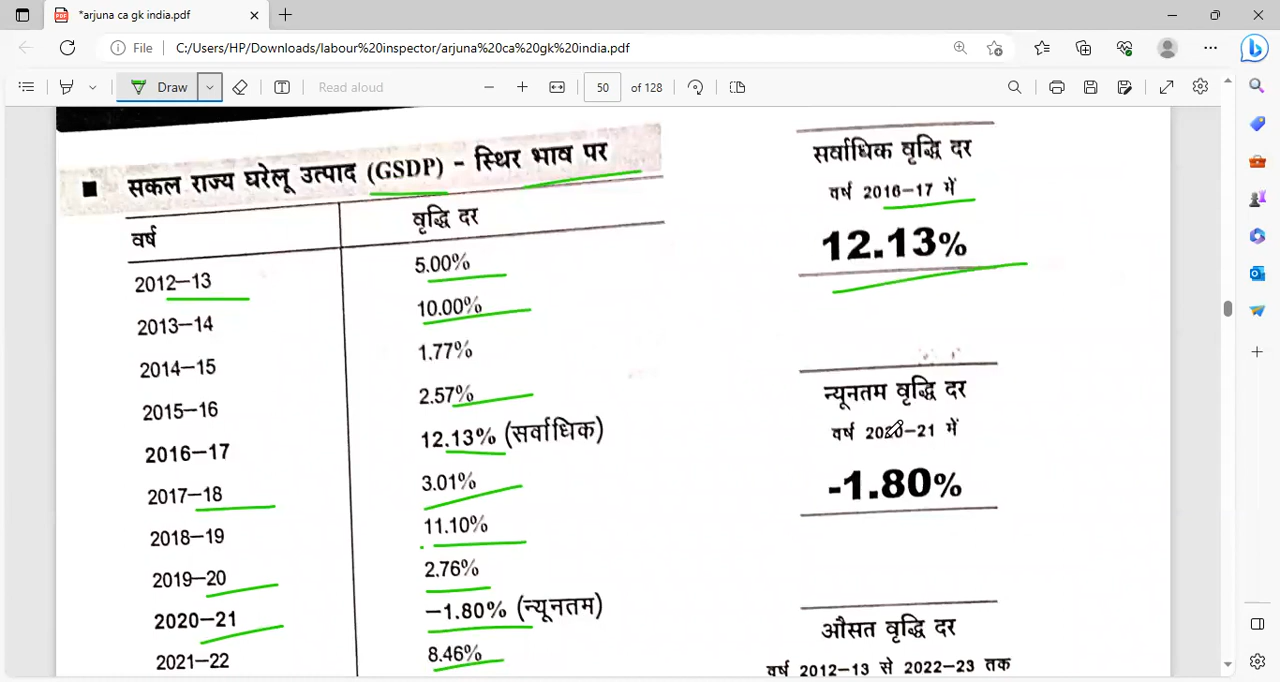 *arjuna ca gk india.pdf
File C:/Users/HP/Downloads/labour%20inspector/arjuna%20ca%20gk%20india.pdf
Draw Read aloud 50 of 128
सकल राज्य घरेलू उत्पाद (GSDP) - स्थिर भाव पर
वर्ष वृद्धि दर
2012-13 5.00%
2013-14 10.00%
2014-15 1.77%
2015-16 2.57%
2016-17 12.13% (सर्वाधिक)
2017-18 3.01%
2018-19 11.10%
2019-20 2.76%
2020-21 -1.80% (न्यूनतम)
2021-22 8.46%
सर्वाधिक वृद्धि दर
वर्ष 2016-17 में
12.13%
न्यूनतम वृद्धि दर
वर्ष 2020-21 में
-1.80%
औसत वृद्धि दर
वर्ष 2012-13 से 2022-23 तक